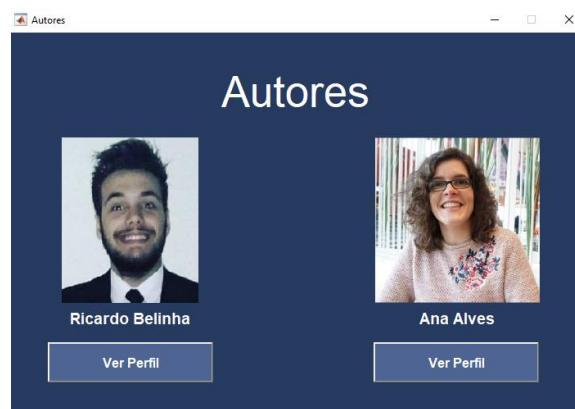 Autores
Autores
Ricardo Belinha
Ana Alves
Ver Perfil
Ver Perfil